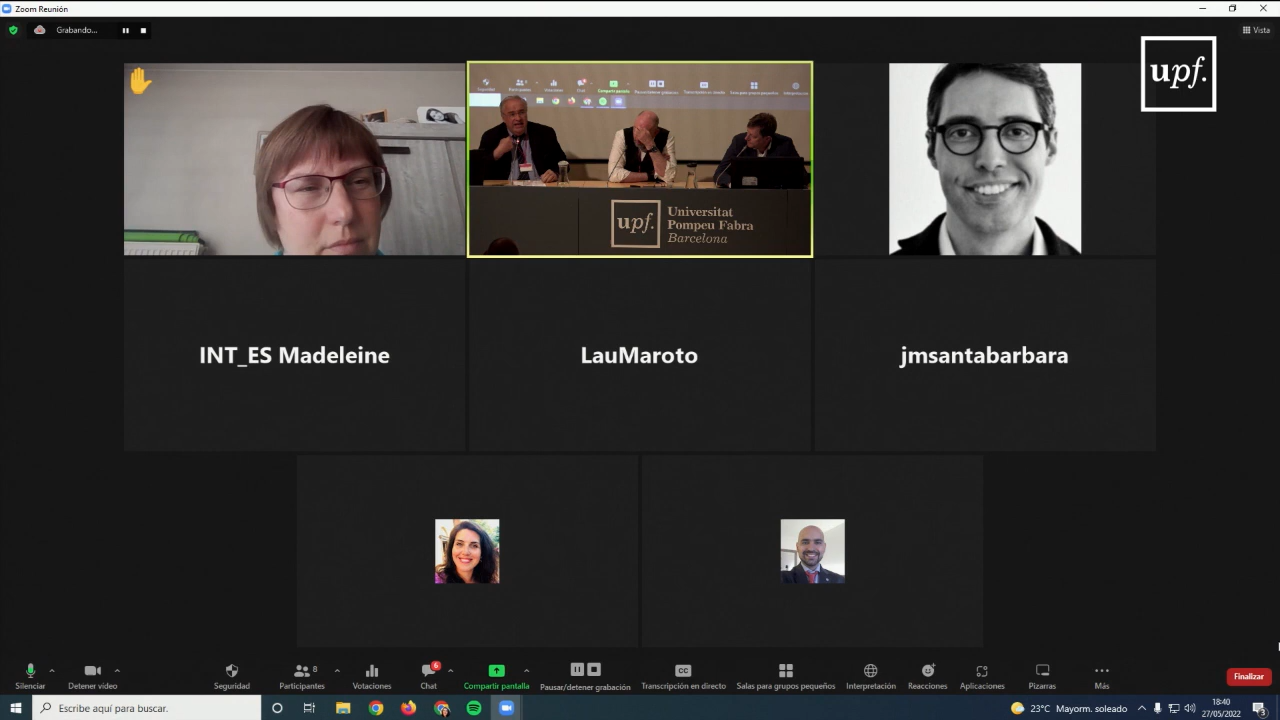 Zoom Reunión
Grabando...
Vista
upf.
Compartir pantalla
upf.
Universitat
Pompeu Fabra
Barcelona
INT_ES Madeleine
LauMaroto
jmsantabarbara
8
6
CC
Silenciar
Detener video
Seguridad
Participantes
Votaciones
Chat
Compartir pantalla
Pausar/detener grabación
Transcripción en directo
Salas para grupos pequeños
Interpretación
Reacciones
Aplicaciones
Pizarras
Más
Finalizar
Escribe aquí para buscar.
23°C Mayorm. soleado
18:40
27/05/2022